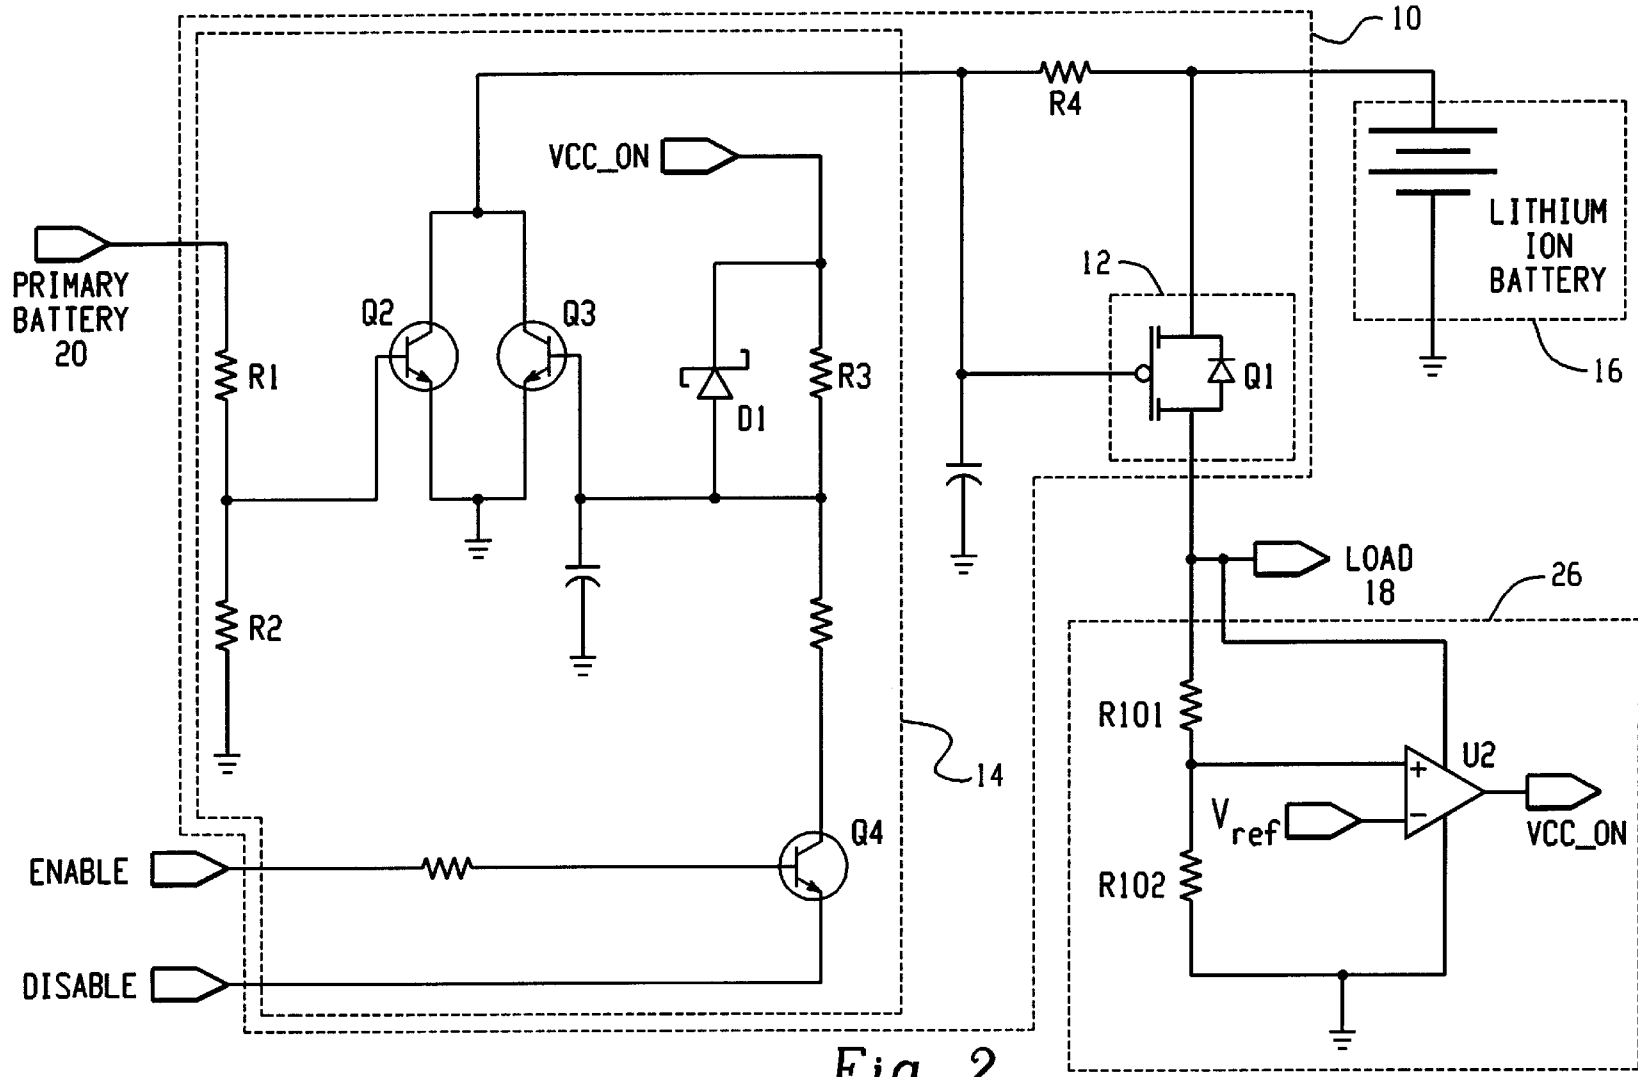 10
R4
VCC_ON
PRIMARY
BATTERY
20
LITHIUM
ION
BATTERY
12
Q2
Q3
R1
R3
D1
Q1
16
R2
LOAD
18
26
R101
U2
+
14
Vref
−
VCC_ON
Q4
ENABLE
R102
DISABLE
Fig. 2